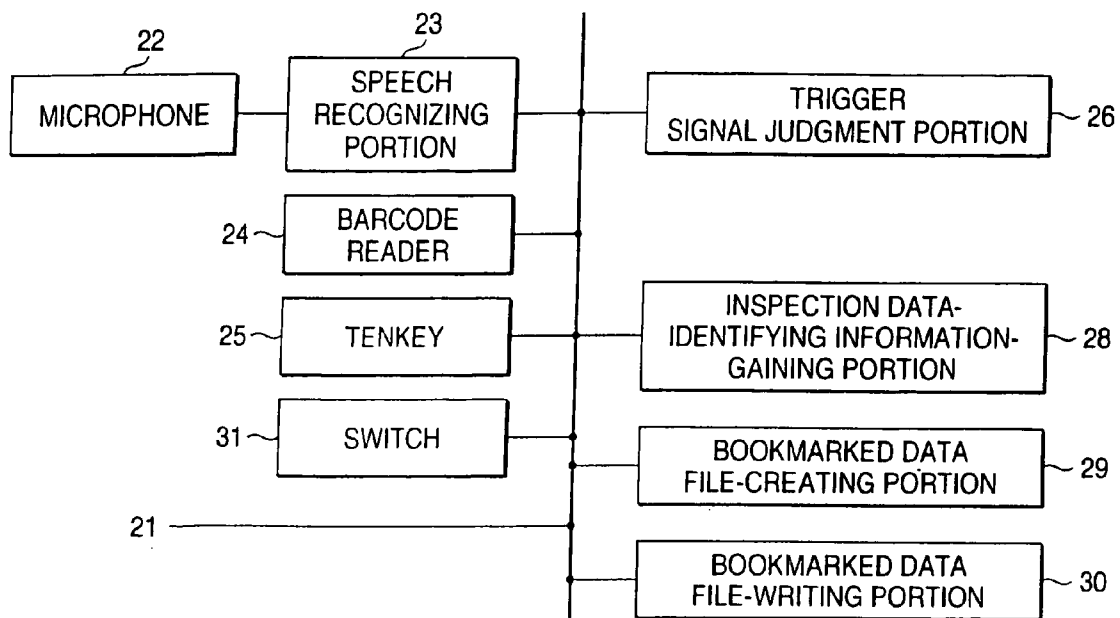 22
MICROPHONE
23
SPEECH
RECOGNIZING
PORTION
24
BARCODE
READER
25
TENKEY
31
SWITCH
21
TRIGGER
SIGNAL JUDGMENT PORTION
26
INSPECTION DATA-
IDENTIFYING INFORMATION-
GAINING PORTION
28
BOOKMARKED DATA
FILE-CREATING PORTION
29
BOOKMARKED DATA
FILE-WRITING PORTION
30